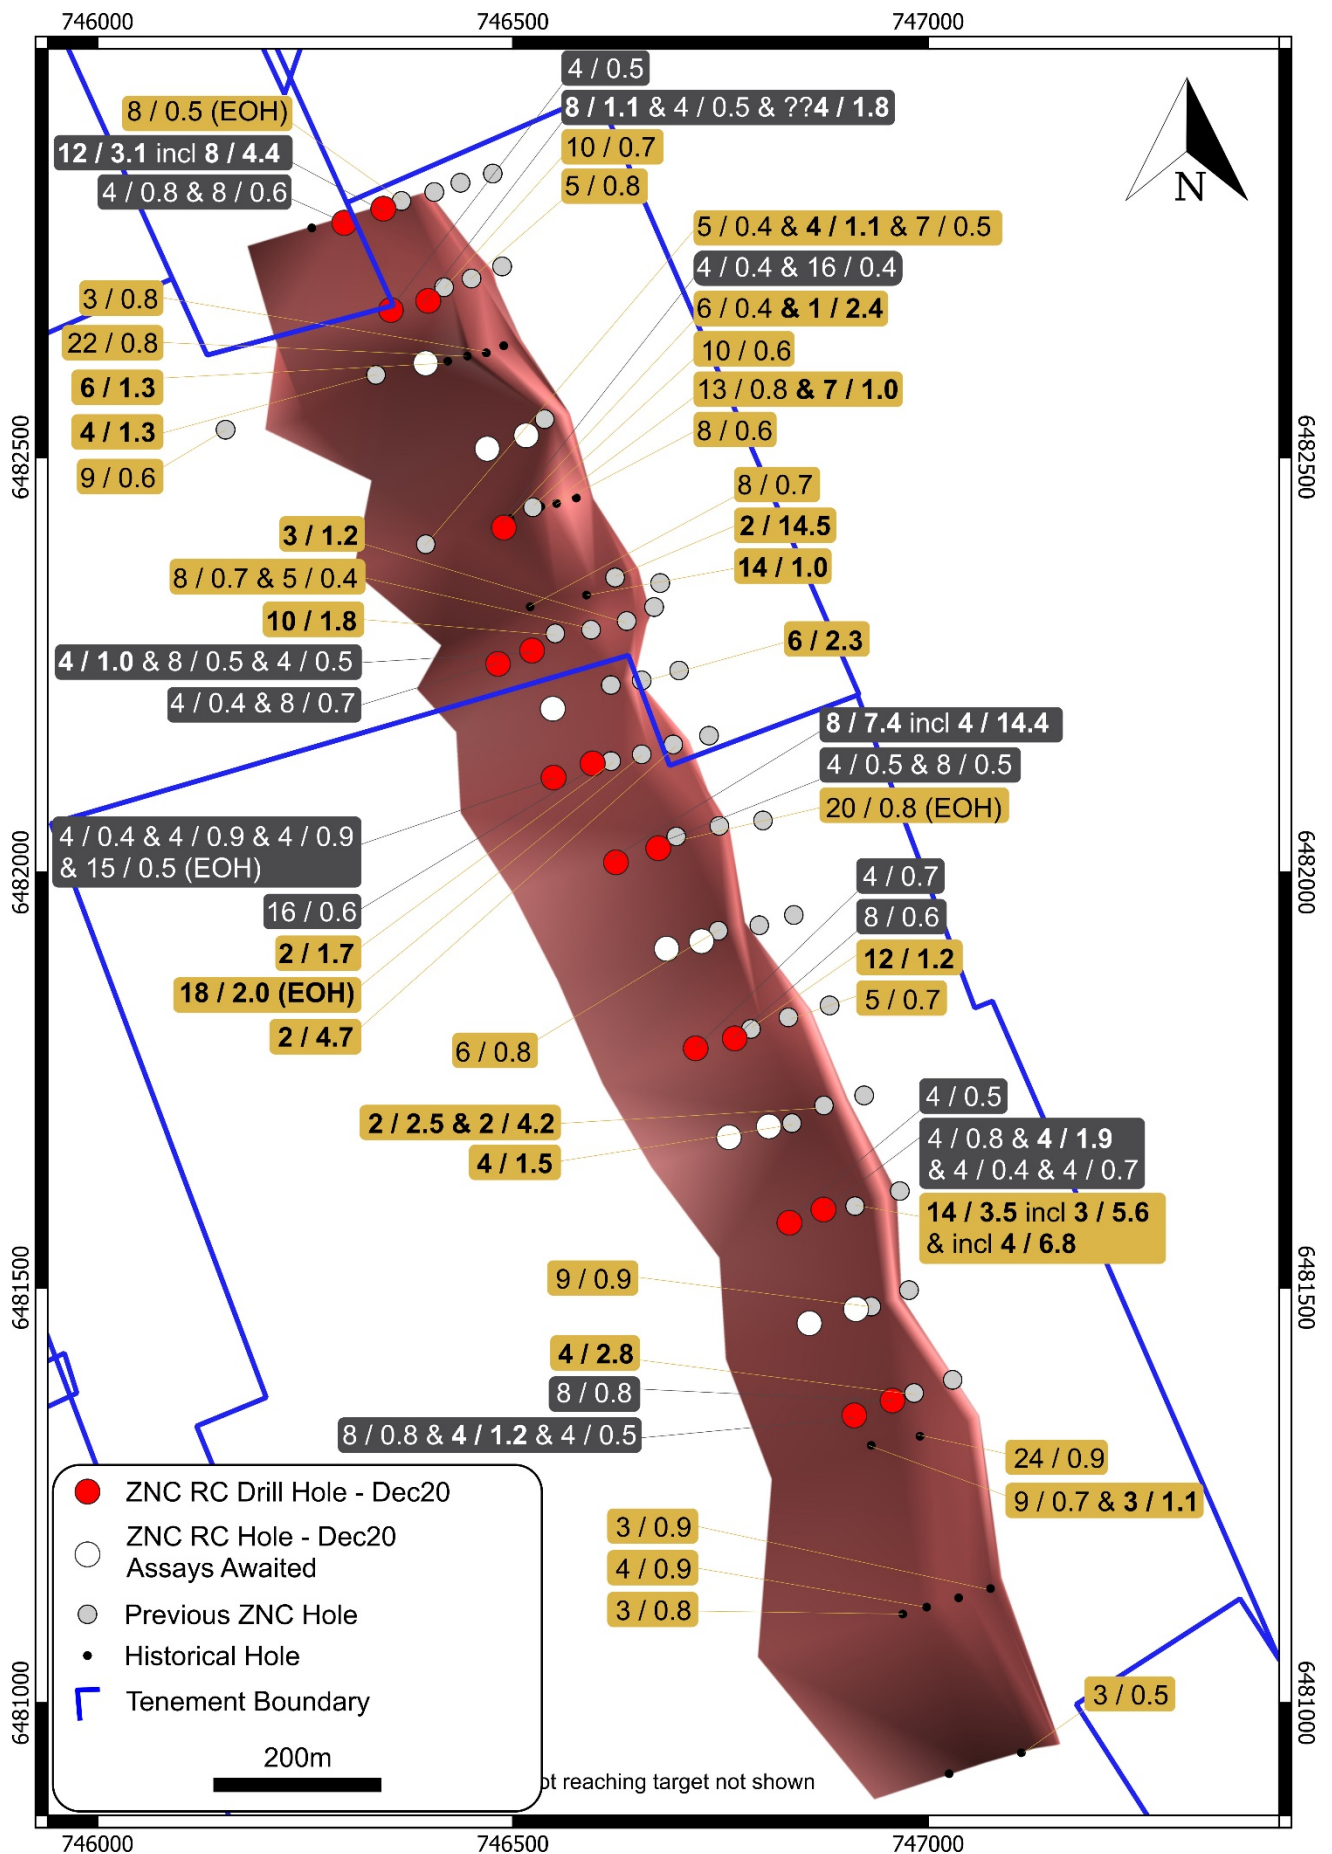 746000 746500 747000
4 / 0.5
8 / 0.5 (EOH)
8 / 1.1 & 4 / 0.5 & ??4 / 1.8
12 / 3.1 incl 8 / 4.4
10 / 0.7
4 / 0.8 & 8 / 0.6
5 / 0.8
N
5 / 0.4 & 4 / 1.1 & 7 / 0.5
4 / 0.4 & 16 / 0.4
3 / 0.8
6 / 0.4 & 1 / 2.4
22 / 0.8
10 / 0.6
6 / 1.3
13 / 0.8 & 7 / 1.0
4 / 1.3
8 / 0.6
6482500 6482500
9 / 0.6
8 / 0.7
3 / 1.2
2 / 14.5
8 / 0.7 & 5 / 0.4
14 / 1.0
10 / 1.8
6 / 2.3
4 / 1.0 & 8 / 0.5 & 4 / 0.5
4 / 0.4 & 8 / 0.7
8 / 7.4 incl 4 / 14.4
4 / 0.5 & 8 / 0.5
20 / 0.8 (EOH)
4 / 0.4 & 4 / 0.9 & 4 / 0.9
& 15 / 0.5 (EOH)
6482000 6482000
4 / 0.7
16 / 0.6
8 / 0.6
2 / 1.7
12 / 1.2
18 / 2.0 (EOH)
5 / 0.7
2 / 4.7
6 / 0.8
4 / 0.5
2 / 2.5 & 2 / 4.2
4 / 0.8 & 4 / 1.9
& 4 / 0.4 & 4 / 0.7
4 / 1.5
14 / 3.5 incl 3 / 5.6
& incl 4 / 6.8
9 / 0.9
6481500 6481500
4 / 2.8
8 / 0.8
8 / 0.8 & 4 / 1.2 & 4 / 0.5
24 / 0.9
9 / 0.7 & 3 / 1.1
3 / 0.9
4 / 0.9
3 / 0.8
3 / 0.5
6481000 6481000
ZNC RC Drill Hole - Dec20
ZNC RC Hole - Dec20
Assays Awaited
Previous ZNC Hole
Historical Hole
Tenement Boundary
200m
ot reaching target not shown
746000 746500 747000